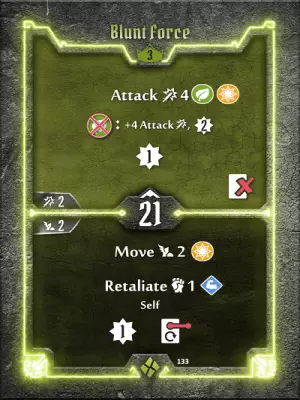 Blunt Force
3
Attack 4
: +4 Attack , 2
1
2
21
2
Move 2
Retaliate 1
Self
1
133